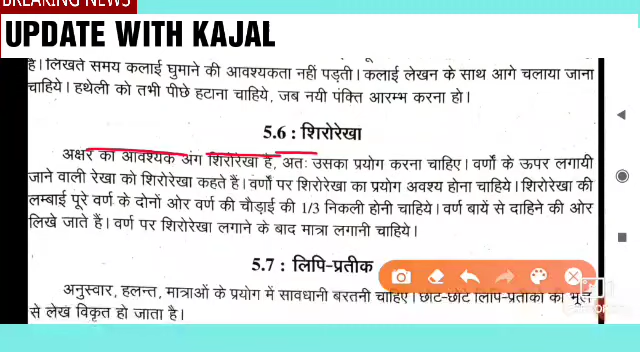 BREAKING NEWS
UPDATE WITH KAJAL
है। लिखते समय कलाई घुमाने की आवश्यकता नहीं पड़ती। कलाई लेखन के साथ आगे चलाया जाना
चाहिये। हथेली को तभी पीछे हटाना चाहिये, जब नयी पंक्ति आरम्भ करना हो।
5.6 : शिरोरेखा
अक्षर का आवश्यक अंग शिरोरेखा है, अतः उसका प्रयोग करना चाहिए। वर्णों के ऊपर लगायी
जाने वाली रेखा को शिरोरेखा कहते हैं। वर्णों पर शिरोरेखा का प्रयोग अवश्य होना चाहिये। शिरोरेखा की
लम्बाई पूरे वर्ण के दोनों ओर वर्ण की चौड़ाई की 1/3 निकली होनी चाहिये। वर्ण बायें से दाहिने की ओर
लिखे जाते हैं। वर्ण पर शिरोरेखा लगाने के बाद मात्रा लगानी चाहिये।
5.7 : लिपि-प्रतीक
अनुस्वार, हलन्त, मात्राओं के प्रयोग में सावधानी बरतनी चाहिए। छोटे-छोटे लिपि-प्रतीकों की भूल
से लेख विकृत हो जाता है।